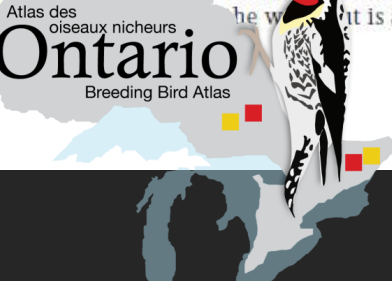 Atlas des
oiseaux nicheurs
Ontario
Breeding Bird Atlas